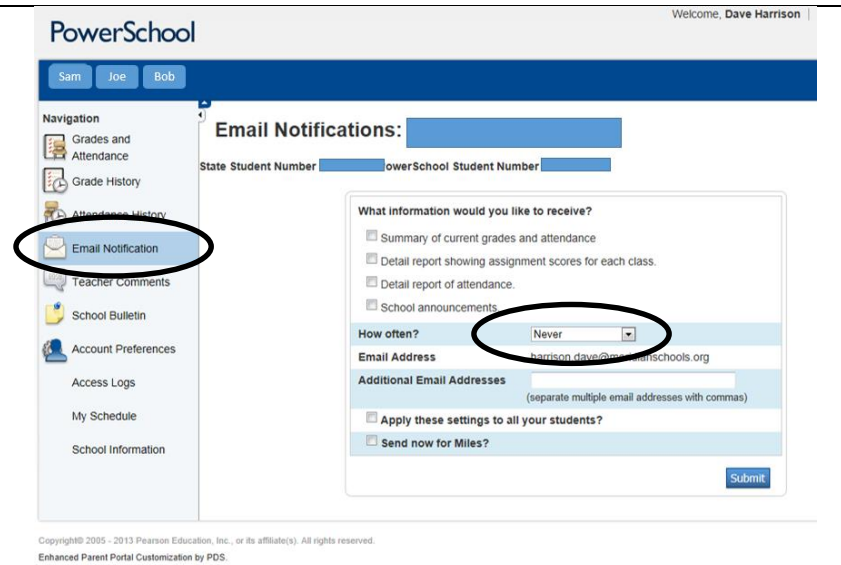 Welcome, Dave Harrison |
PowerSchool
Sam Joe Bob
Navigation
Grades and
Attendance
Grade History
Attendance History
Email Notification
Teacher Comments
School Bulletin
Account Preferences
Access Logs
My Schedule
School Information
Email Notifications:
State Student Number owerSchool Student Number
What information would you like to receive?
Summary of current grades and attendance
Detail report showing assignment scores for each class.
Detail report of attendance.
School announcements.
How often? Never
Email Address harrison.dave@meridianschools.org
Additional Email Addresses
(separate multiple email addresses with commas)
Apply these settings to all your students?
Send now for Miles?
Submit
Copyright© 2005 - 2013 Pearson Education, Inc., or its affiliate(s). All rights reserved.
Enhanced Parent Portal Customization by PDS.